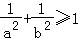 1/a² + 1/b² ⩾ 1